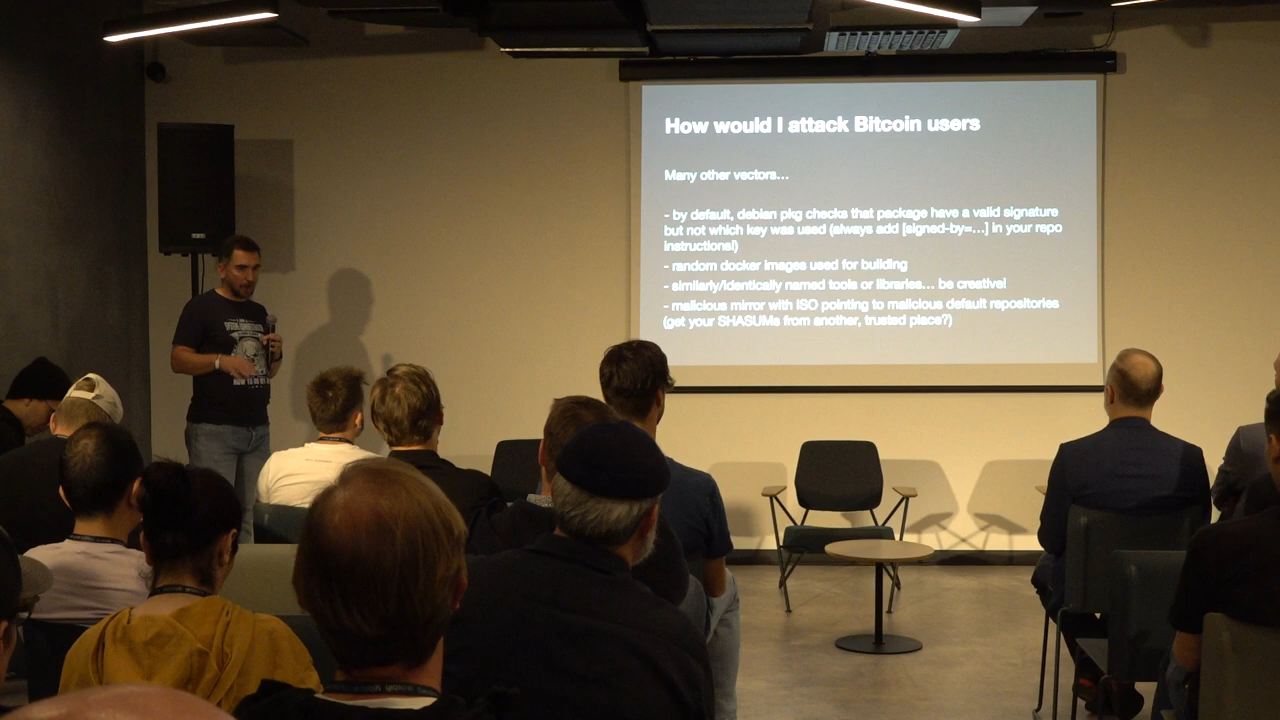 How would I attack Bitcoin users
Many other vectors...
- by default, debian pkg checks that package have a valid signature
but not which key was used (always add [signed-by=...] in your repo
instructions!)
- random docker images used for building
- similarly/identically named tools or libraries... be creative!
- malicious mirror with ISO pointing to malicious default repositories
(get your SHASUMs from another, trusted place?)